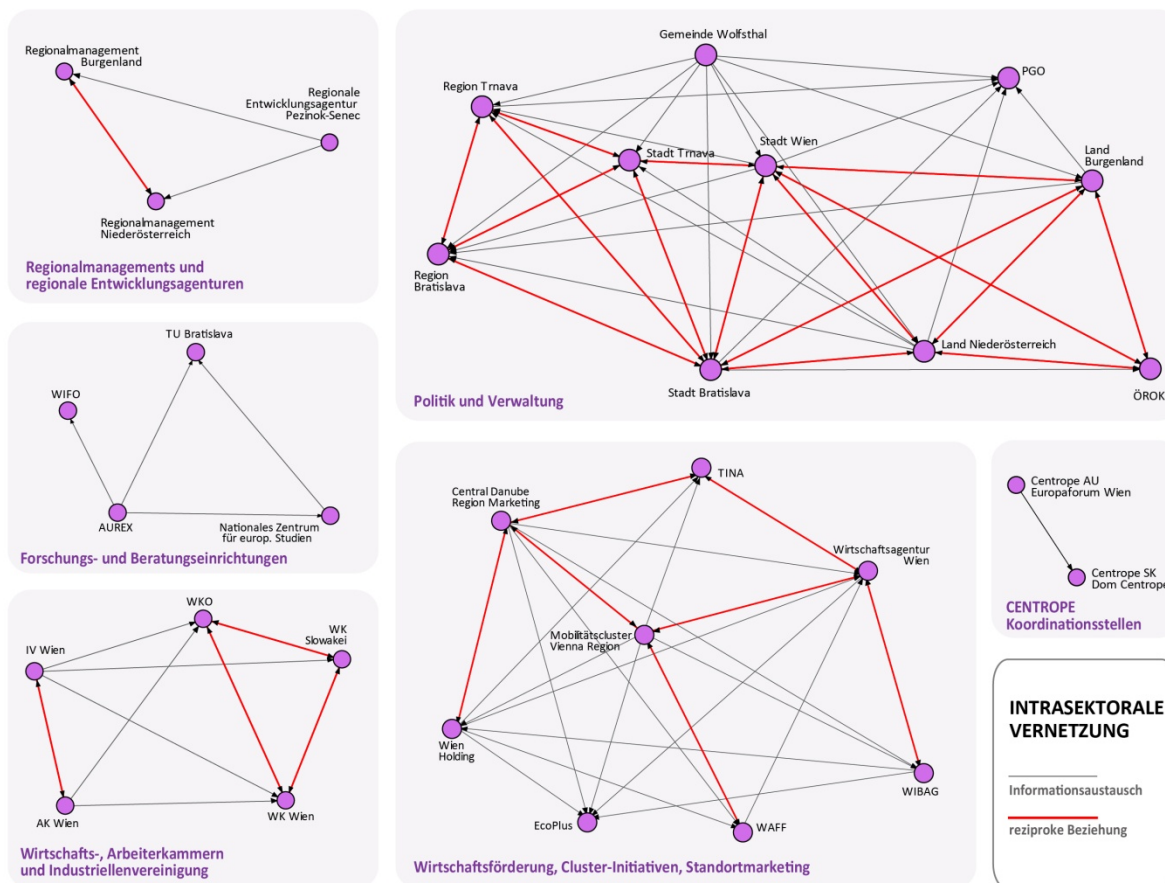 Regionalmanagement
Burgenland
Regionale
Entwicklungsagentur
Pezinok-Senec
Regionalmanagement
Niederösterreich
Regionalmanagements und
regionale Entwicklungsagenturen
Gemeinde Wolfsthal
PGO
Region Trnava
Stadt Trnava
Stadt Wien
Land
Burgenland
Region
Bratislava
Land Niederösterreich
Stadt Bratislava
ÖROK
Politik und Verwaltung
TU Bratislava
WIFO
AUREX
Nationales Zentrum
für europ. Studien
Forschungs- und Beratungseinrichtungen
WKO
WK
Slowakei
IV Wien
AK Wien
WK Wien
Wirtschafts-, Arbeiterkammern
und Industriellenvereinigung
TINA
Central Danube
Region Marketing
Wirtschaftsagentur
Wien
Mobilitätscluster
Vienna Region
Wien
Holding
WIBAG
EcoPlus
WAFF
Wirtschaftsförderung, Cluster-Initiativen, Standortmarketing
Centrope AU
Europaforum Wien
Centrope SK
Dom Centrope
CENTROPE
Koordinationsstellen
INTRASEKTORALE
VERNETZUNG
Informationsaustausch
reziproke Beziehung